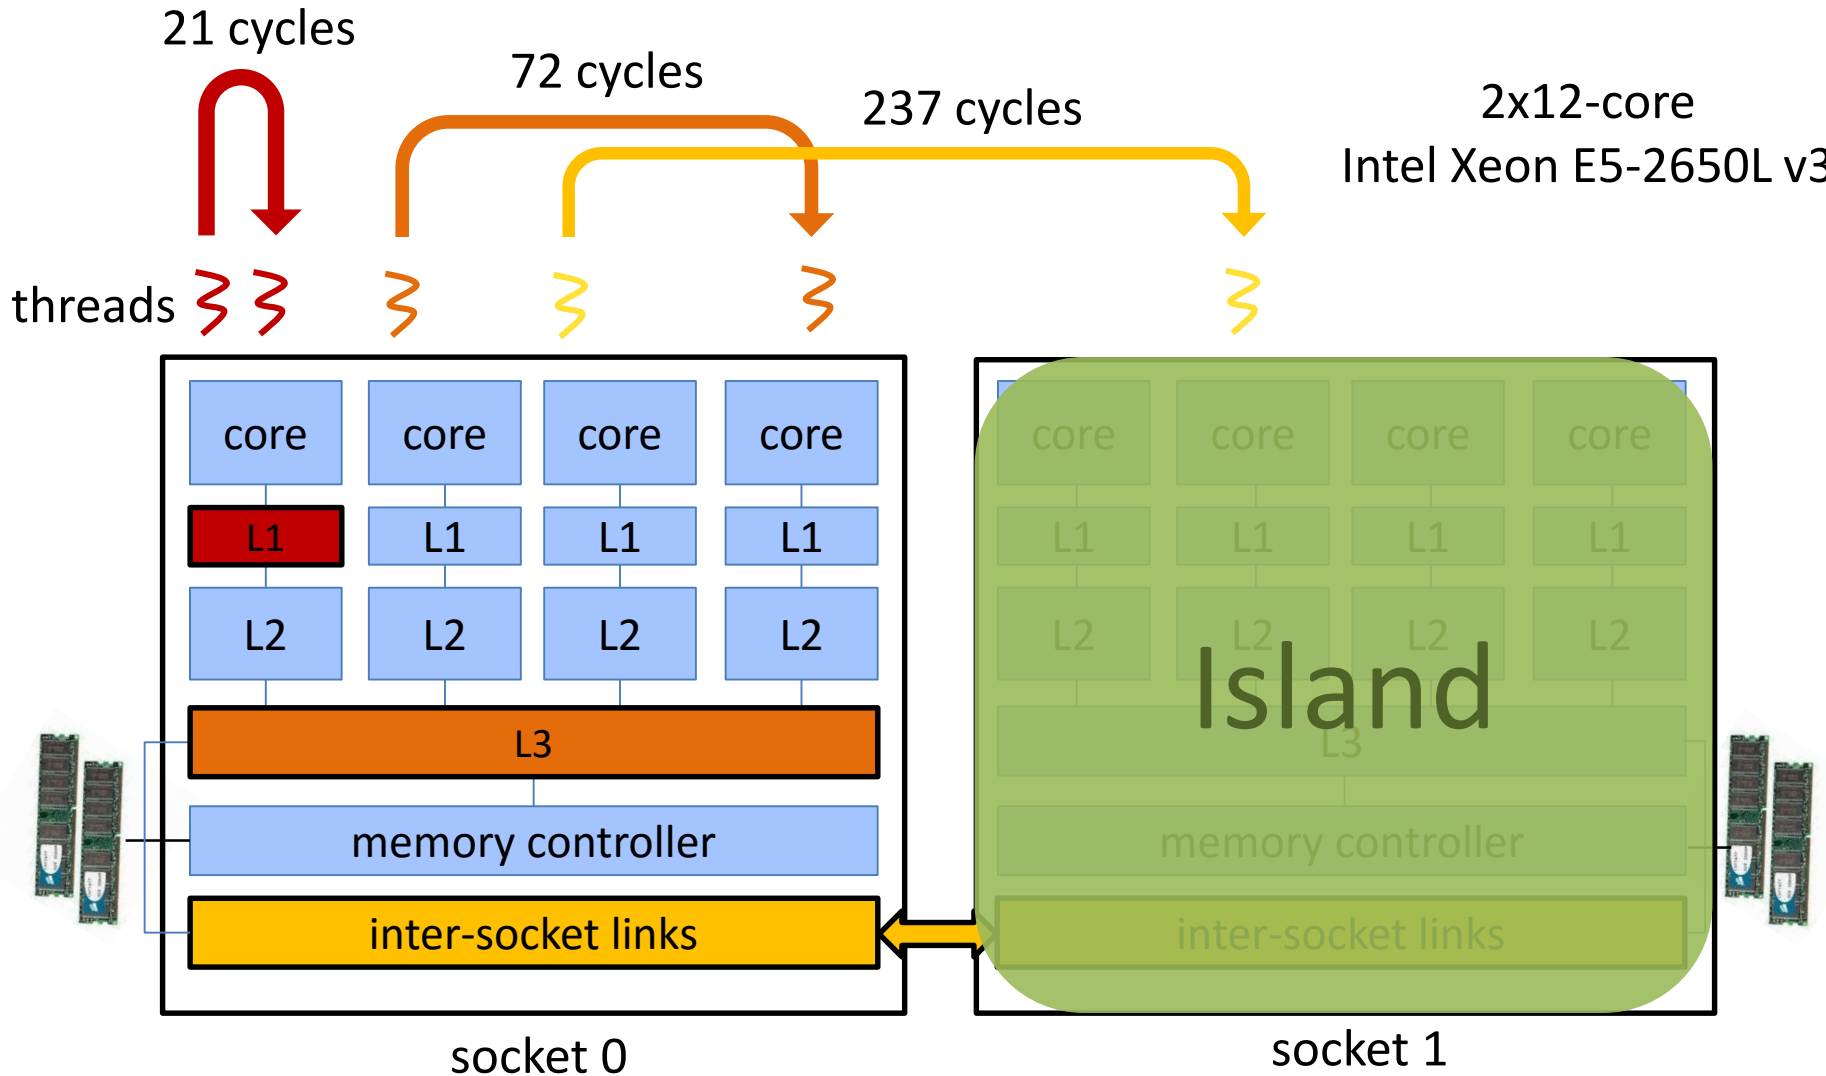 21 cycles
72 cycles
237 cycles
2x12-core
Intel Xeon E5-2650L v3
threads
core core core core
L1 L1 L1 L1
L2 L2 L2 L2
L3
memory controller
inter-socket links
socket 0
core core core core
L1 L1 L1 L1
L2 L2 L2 L2
Island
L3
memory controller
inter-socket links
socket 1